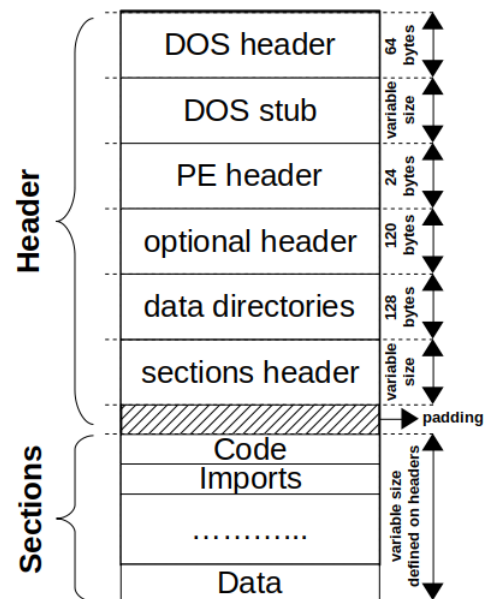 Header
DOS header
64
bytes
DOS stub
variable
size
PE header
24
bytes
optional header
120
bytes
data directories
128
bytes
sections header
variable
size
padding
Sections
Code
Imports
…………..
Data
variable size
defined on headers